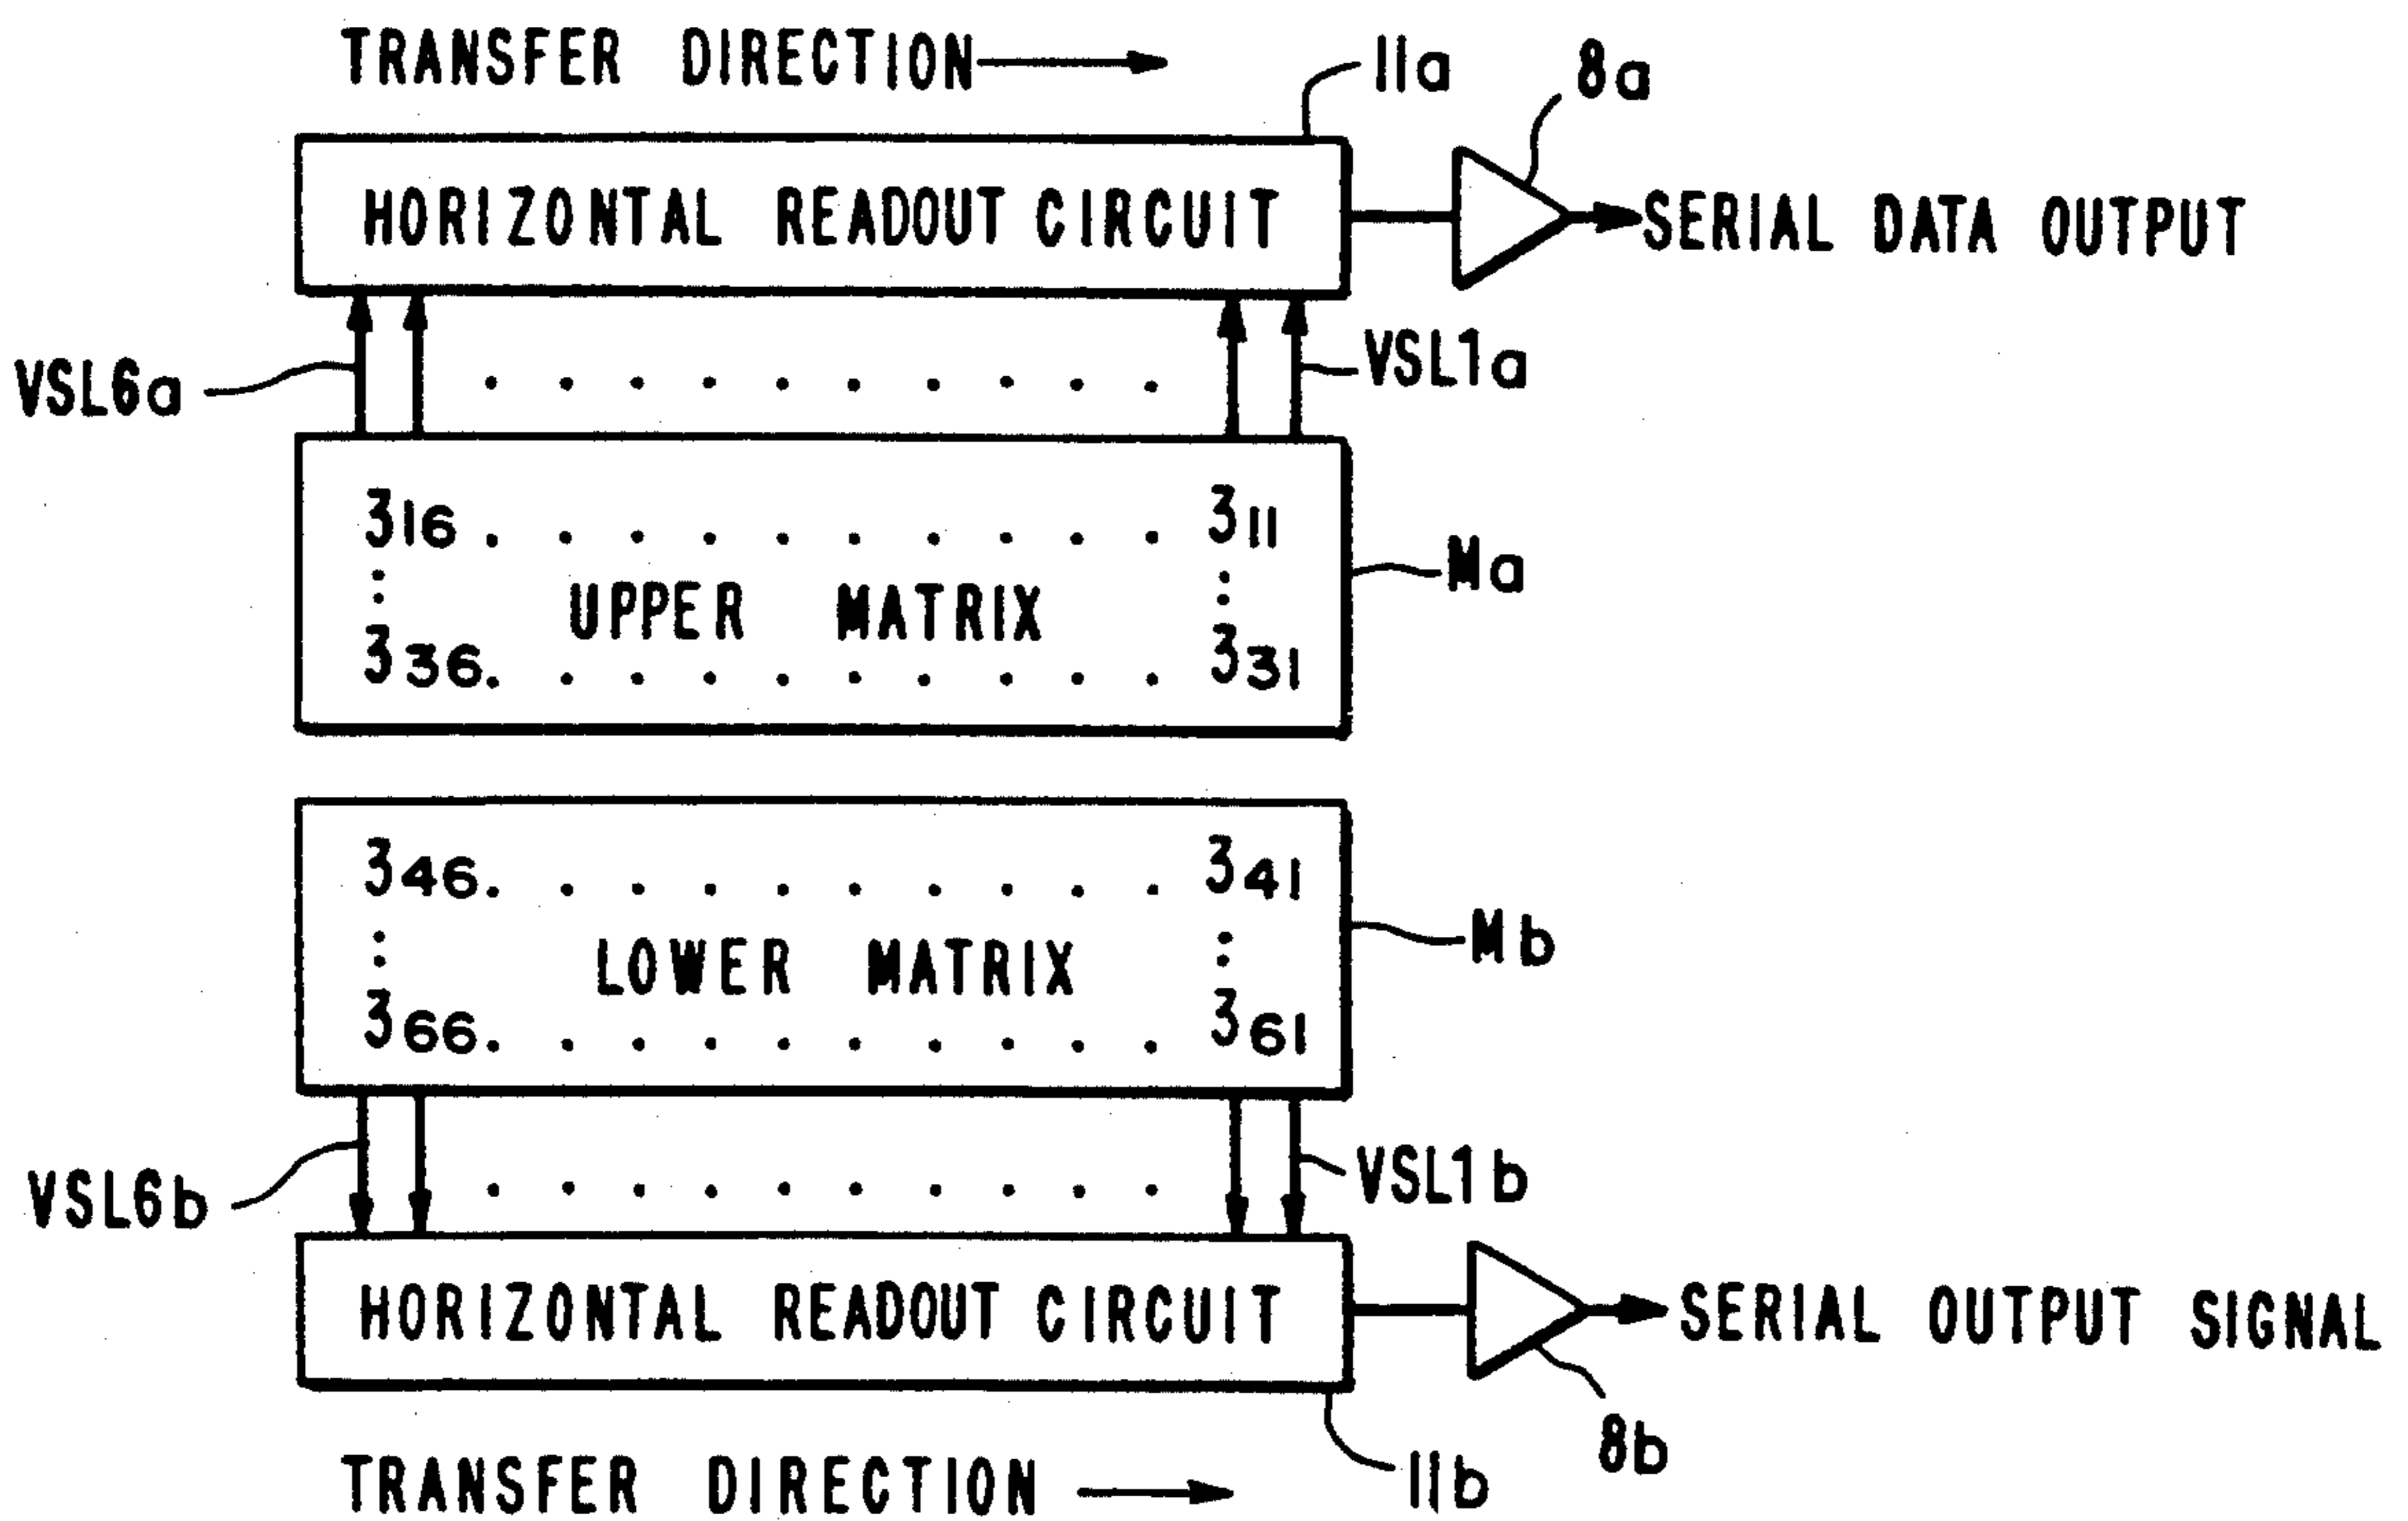 TRANSFER DIRECTION
11a
8a
HORIZONTAL READOUT CIRCUIT
SERIAL DATA OUTPUT
VSL6a
VSL1a
316 . . . . . . . . . . 311
UPPER MATRIX
Ma
336 . . . . . . . . . . 331
346 . . . . . . . . . . 341
LOWER MATRIX
Mb
366 . . . . . . . . . . 361
VSL6b
VSL1b
HORIZONTAL READOUT CIRCUIT
SERIAL OUTPUT SIGNAL
8b
TRANSFER DIRECTION
11b